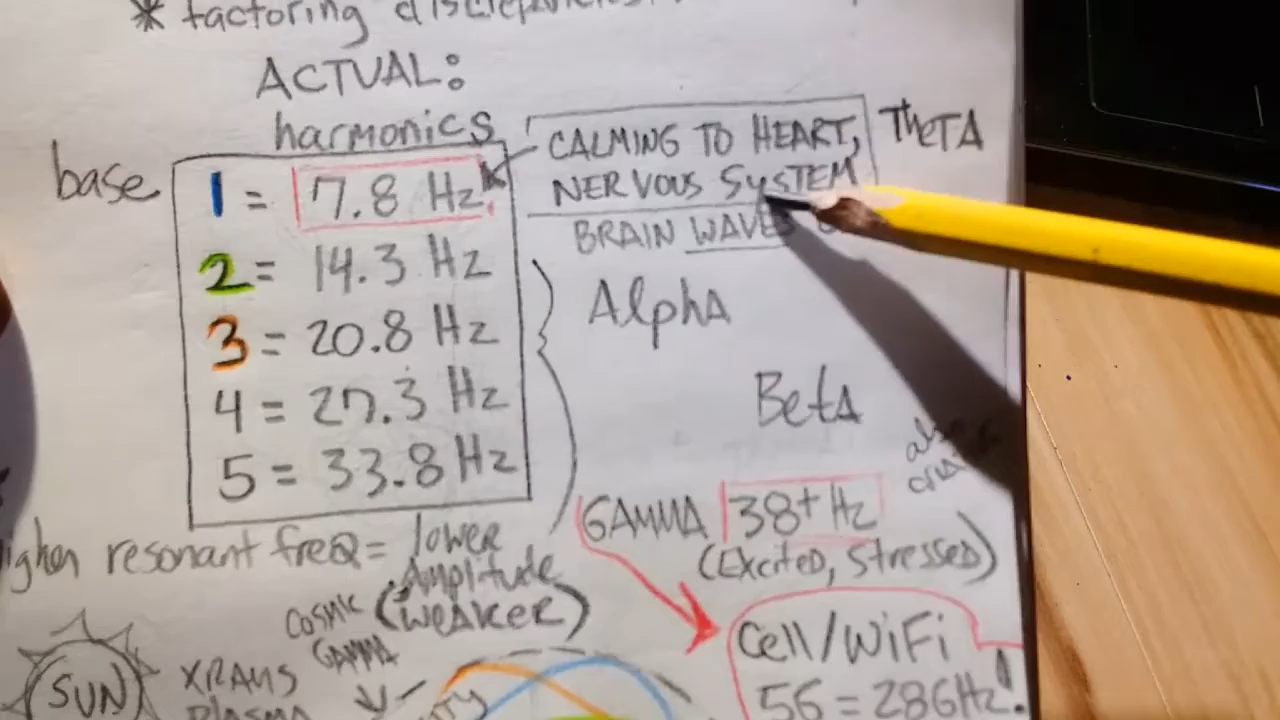 * factoring
ACTUAL:
harmonics
base
1 = 7.8 Hz
2 = 14.3 Hz
3 = 20.8 Hz
4 = 27.3 Hz
5 = 33.8 Hz
CALMING TO HEART,
NERVOUS SYSTEM
TheTA
BRAIN WAVES
AlphA
BetA
also
GAMMA 38+ Hz
(Excited, Stressed)
resonant freQ = lower
Amplitude
(WEAKER)
COSMIC
GAMMA
SUN
XRAYS
PLASMA
Cell/WiFi
5G = 28GHz!